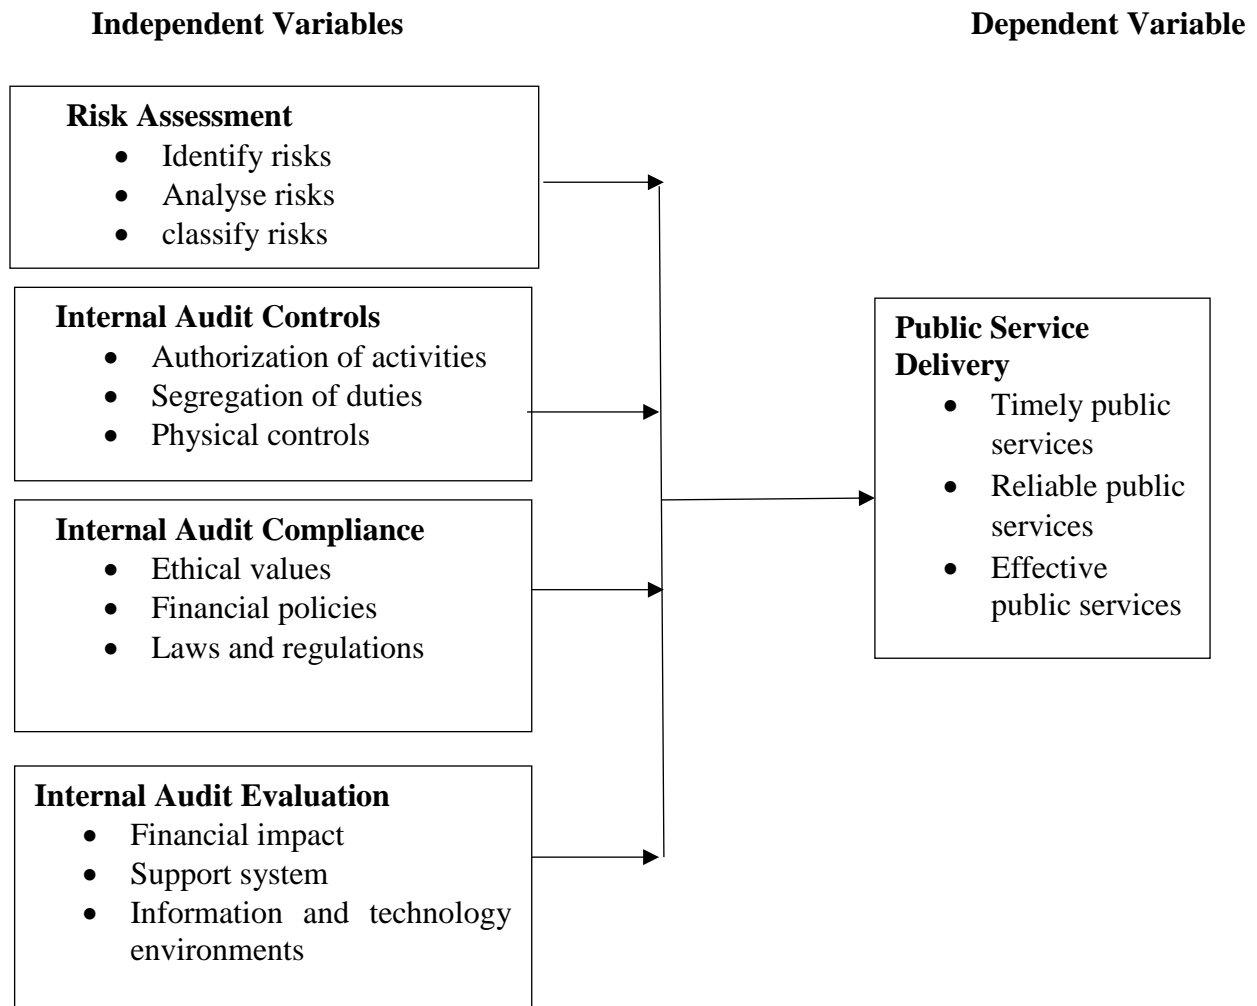 Independent Variables
Dependent Variable
Risk Assessment
• Identify risks
• Analyse risks
• classify risks
Internal Audit Controls
• Authorization of activities
• Segregation of duties
• Physical controls
Internal Audit Compliance
• Ethical values
• Financial policies
• Laws and regulations
Internal Audit Evaluation
• Financial impact
• Support system
• Information and technology
environments
Public Service
Delivery
• Timely public
services
• Reliable public
services
• Effective
public services